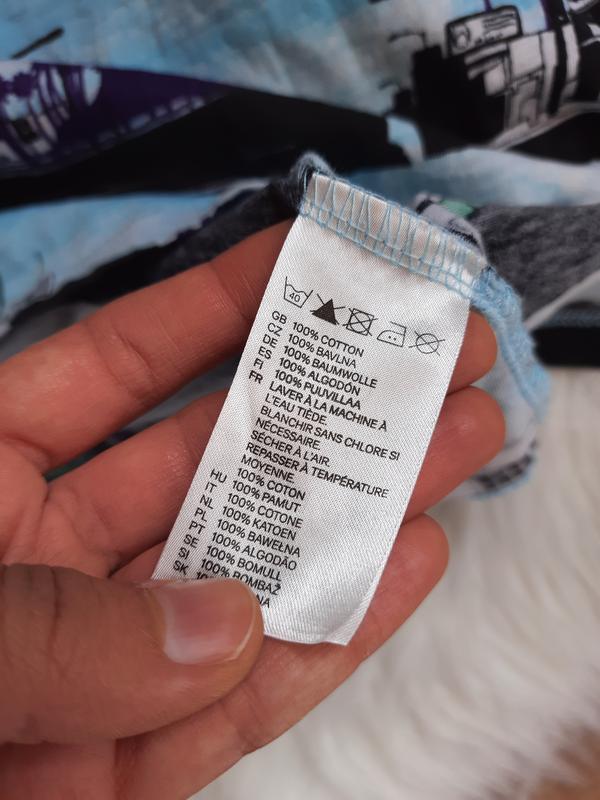 40
GB 100% COTTON
CZ 100% BAVLNA
DE 100% BAUMWOLLE
ES 100% ALGODÓN
FI 100% PUUVILLAA
FR LAVER À LA MACHINE À
L'EAU TIÈDE.
BLANCHIR SANS CHLORE SI
NÉCESSAIRE.
SÉCHER À L'AIR.
REPASSER À TEMPÉRATURE
MOYENNE.
100% COTON
HU 100% PAMUT
IT 100% COTONE
NL 100% KATOEN
PL 100% BAWEŁNA
PT 100% ALGODÃO
SE 100% BOMULL
SI 100% BOMBAŽ
SK